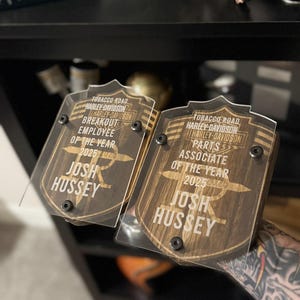 TOBACCO ROAD
HARLEY-DAVIDSON
BREAKOUT
EMPLOYEE
OF THE YEAR
2025
JOSH
HUSSEY
TOBACCO ROAD
HARLEY-DAVIDSON
PARTS
ASSOCIATE
OF THE YEAR
2025
JOSH
HUSSEY